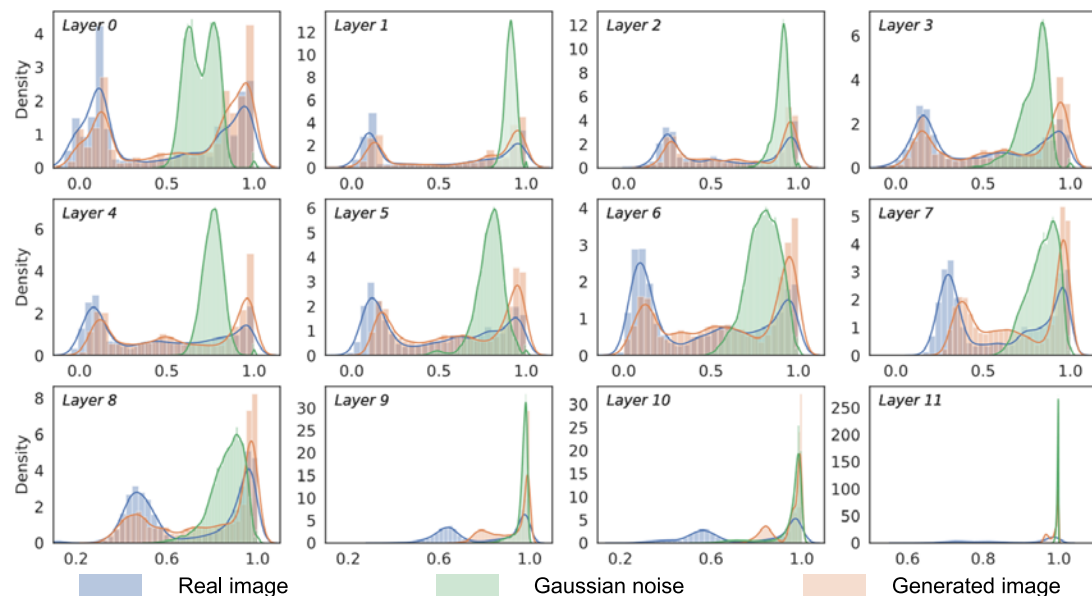 Layer 0
Layer 1
Layer 2
Layer 3
Density
4
3
2
1
0
12
10
8
6
4
2
0
12
10
8
6
4
2
0
6
4
2
0
0.0 0.5 1.0
0.0 0.5 1.0
0.0 0.5 1.0
0.0 0.5 1.0
Layer 4
Layer 5
Layer 6
Layer 7
Density
6
4
2
0
6
5
4
3
2
1
0
4
3
2
1
0
5
4
3
2
1
0
0.0 0.5 1.0
0.0 0.5 1.0
0.0 0.5 1.0
0.0 0.5 1.0
Layer 8
Layer 9
Layer 10
Layer 11
Density
8
6
4
2
0
30
25
20
15
10
5
0
30
25
20
15
10
5
0
250
200
150
100
50
0
0.2 0.6 1.0
0.2 0.6 1.0
0.2 0.6 1.0
0.6 0.8 1.0
Real image
Gaussian noise
Generated image